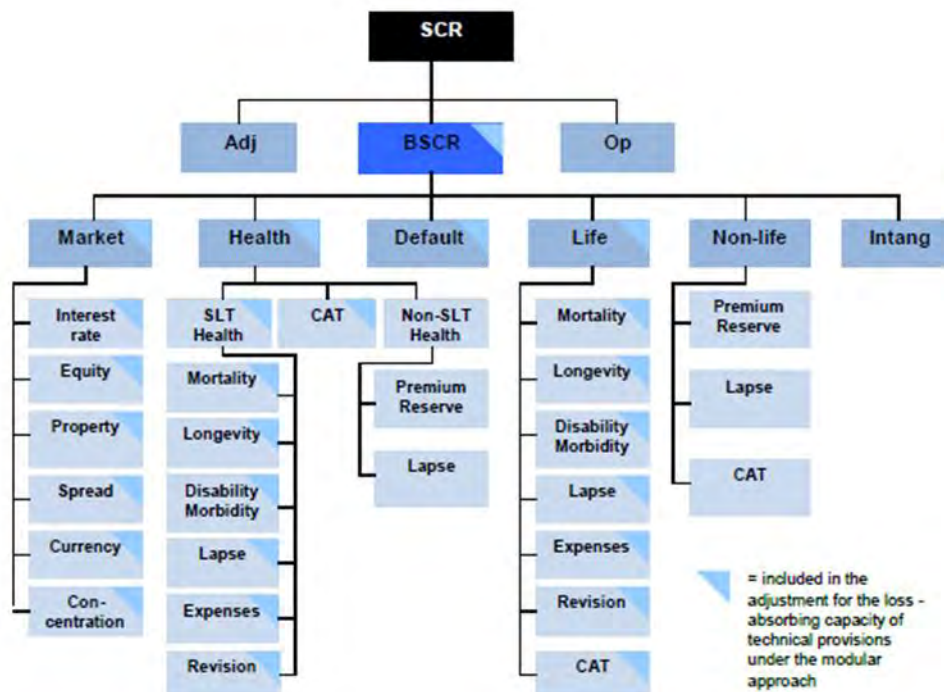 SCR
Adj
BSCR
Op
Market
Health
Default
Life
Non-life
Intang
Interest
rate
Equity
Property
Spread
Currency
Con-
centration
SLT
Health
CAT
Non-SLT
Health
Mortality
Longevity
Disability
Morbidity
Lapse
Expenses
Revision
Premium
Reserve
Lapse
Mortality
Longevity
Disability
Morbidity
Lapse
Expenses
Revision
CAT
Premium
Reserve
Lapse
CAT
= included in the
adjustment for the loss -
absorbing capacity of
technical provisions
under the modular
approach